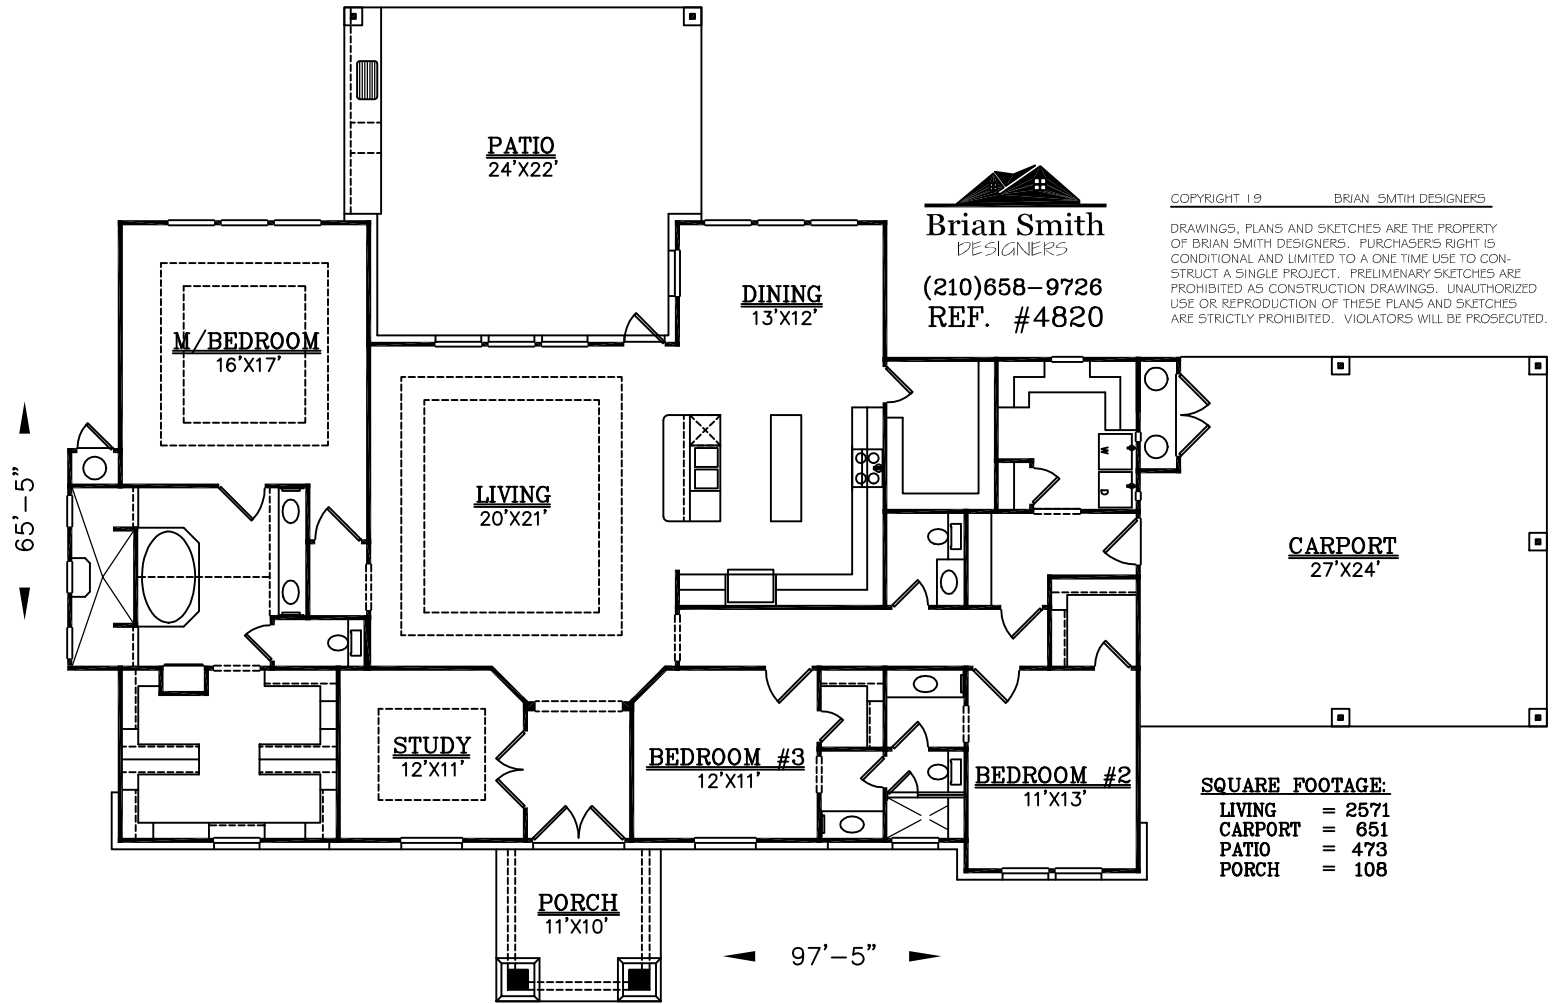 PATIO
24'X22'
Brian Smith
DESIGNERS
(210)658-9726
REF. #4820
COPYRIGHT 19 BRIAN SMTIH DESIGNERS
DRAWINGS, PLANS AND SKETCHES ARE THE PROPERTY
OF BRIAN SMITH DESIGNERS. PURCHASER'S RIGHT IS
CONDITIONAL AND LIMITED TO A ONE TIME USE TO CON-
STRUCT A SINGLE PROJECT. PRELIMENARY SKETCHES ARE
PROHIBITED AS CONSTRUCTION DRAWINGS. UNAUTHORIZED
USE OR REPRODUCTION OF THESE PLANS AND SKETCHES
ARE STRICTLY PROHIBITED. VIOLATORS WILL BE PROSECUTED.
DINING
13'X12'
M/BEDROOM
16'X17'
LIVING
20'X21'
W
D
65'-5"
CARPORT
27'X24'
STUDY
12'X11'
BEDROOM #3
12'X11'
BEDROOM #2
11'X13'
SQUARE FOOTAGE:
LIVING = 2571
CARPORT = 651
PATIO = 473
PORCH = 108
PORCH
11'X10'
97'-5"